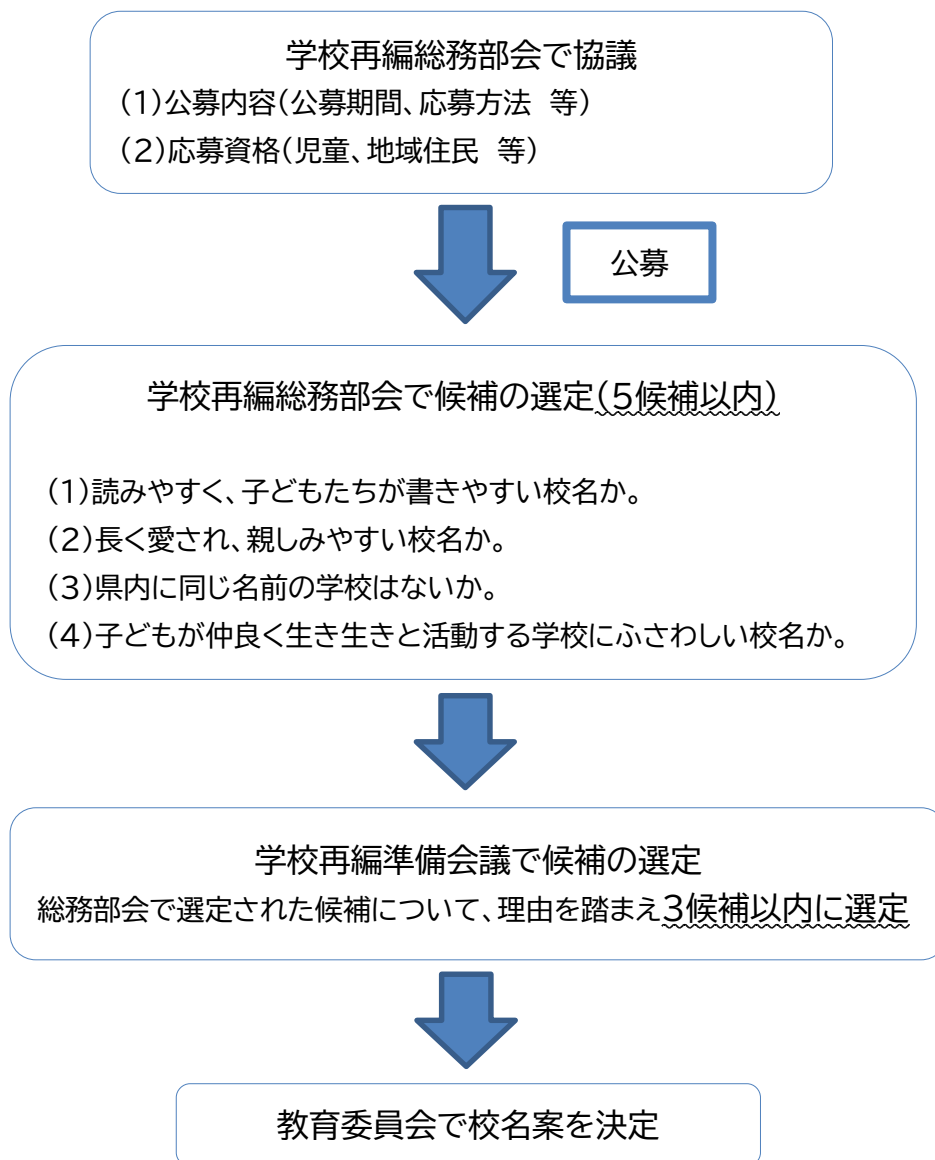 学校再編総務部会で協議
(1)公募内容(公募期間、応募方法　等)
(2)応募資格(児童、地域住民　等)
公募
学校再編総務部会で候補の選定(5候補以内)
(1)読みやすく、子どもたちが書きやすい校名か。
(2)長く愛され、親しみやすい校名か。
(3)県内に同じ名前の学校はないか。
(4)子どもが仲良く生き生きと活動する学校にふさわしい校名か。
学校再編準備会議で候補の選定
総務部会で選定された候補について、理由を踏まえ3候補以内に選定
教育委員会で校名案を決定